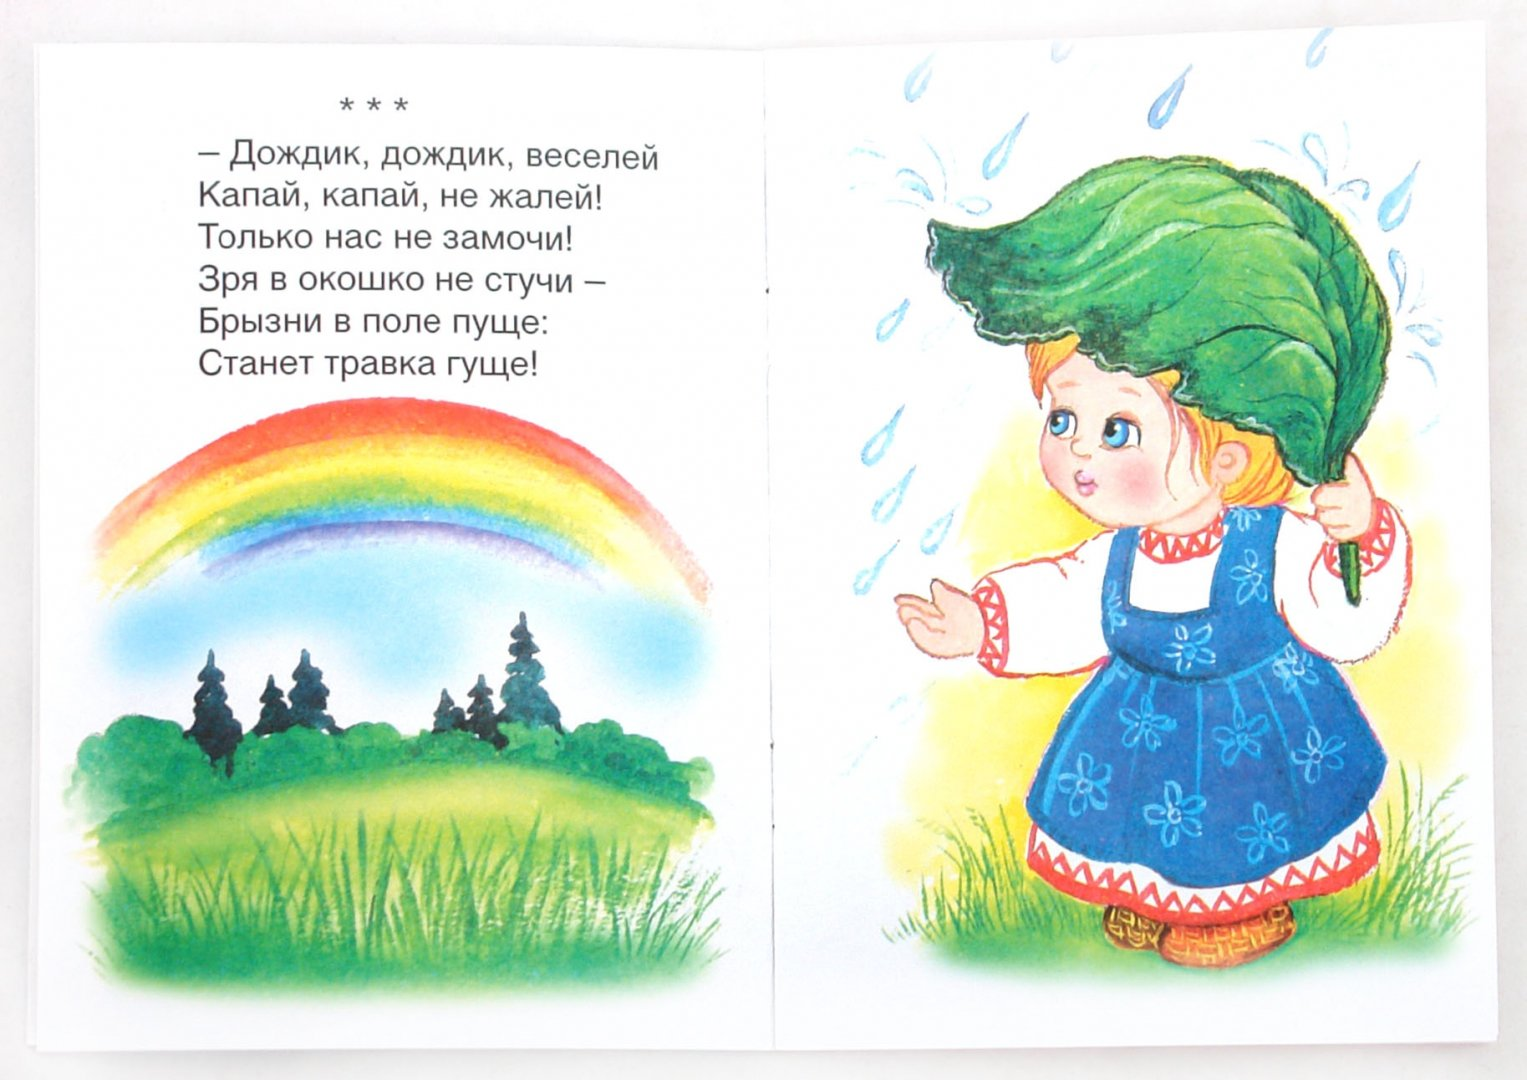 * * *
– Дождик, дождик, веселей
Капай, капай, не жалей!
Только нас не замочи!
Зря в окошко не стучи –
Брызни в поле пуще:
Станет травка гуще!